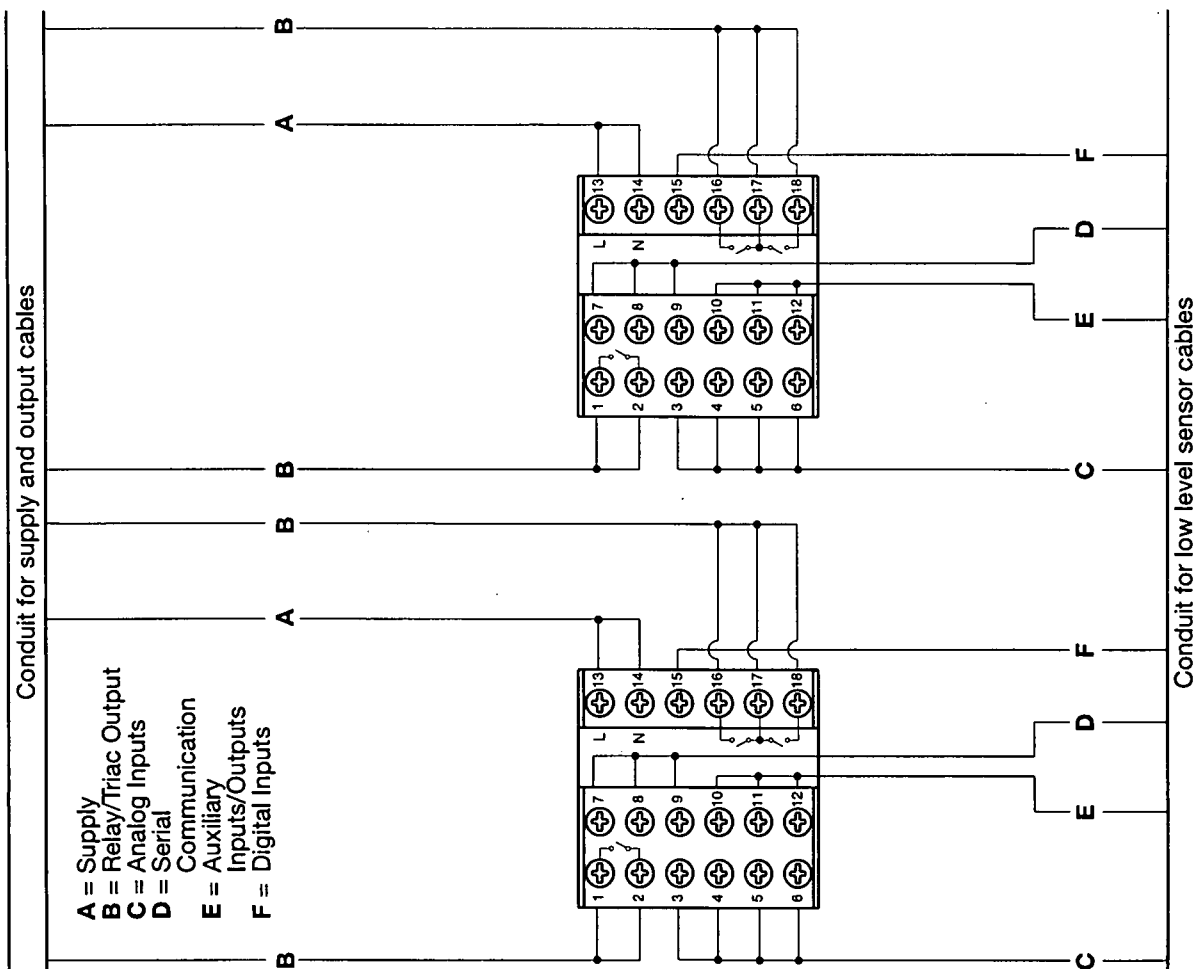 Conduit for supply and output cables
A = Supply
B = Relay/Triac Output
C = Analog Inputs
D = Serial
Communication
E = Auxiliary
Inputs/Outputs
F = Digital Inputs
B
A
B
B
A
B
13
14
15
16
17
18
L
N
7
8
9
10
11
12
1
2
3
4
5
6
13
14
15
16
17
18
L
N
7
8
9
10
11
12
1
2
3
4
5
6
C
E
D
F
C
E
D
F
Conduit for low level sensor cables